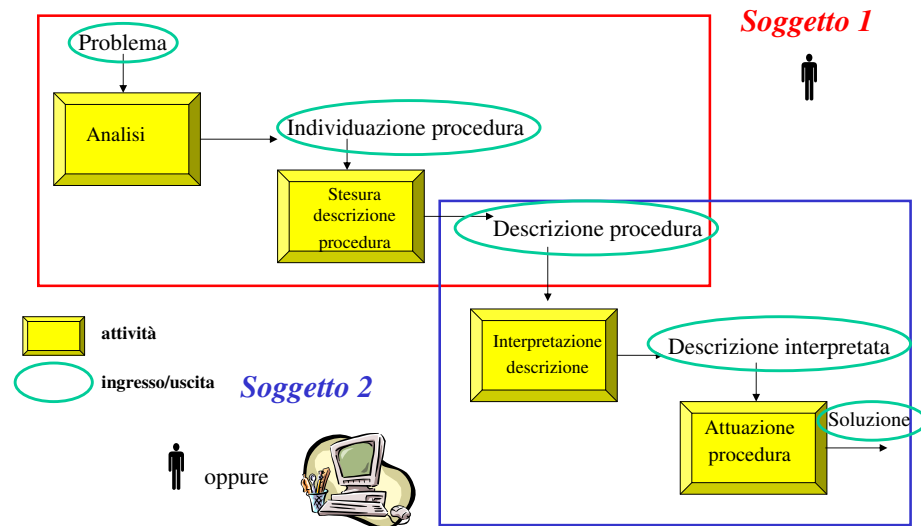 Soggetto 1
Problema
Analisi
Individuazione procedura
Stesura
descrizione
procedura
Descrizione procedura
Interpretazione
descrizione
Descrizione interpretata
Attuazione
procedura
Soluzione
attività
ingresso/uscita
Soggetto 2
oppure